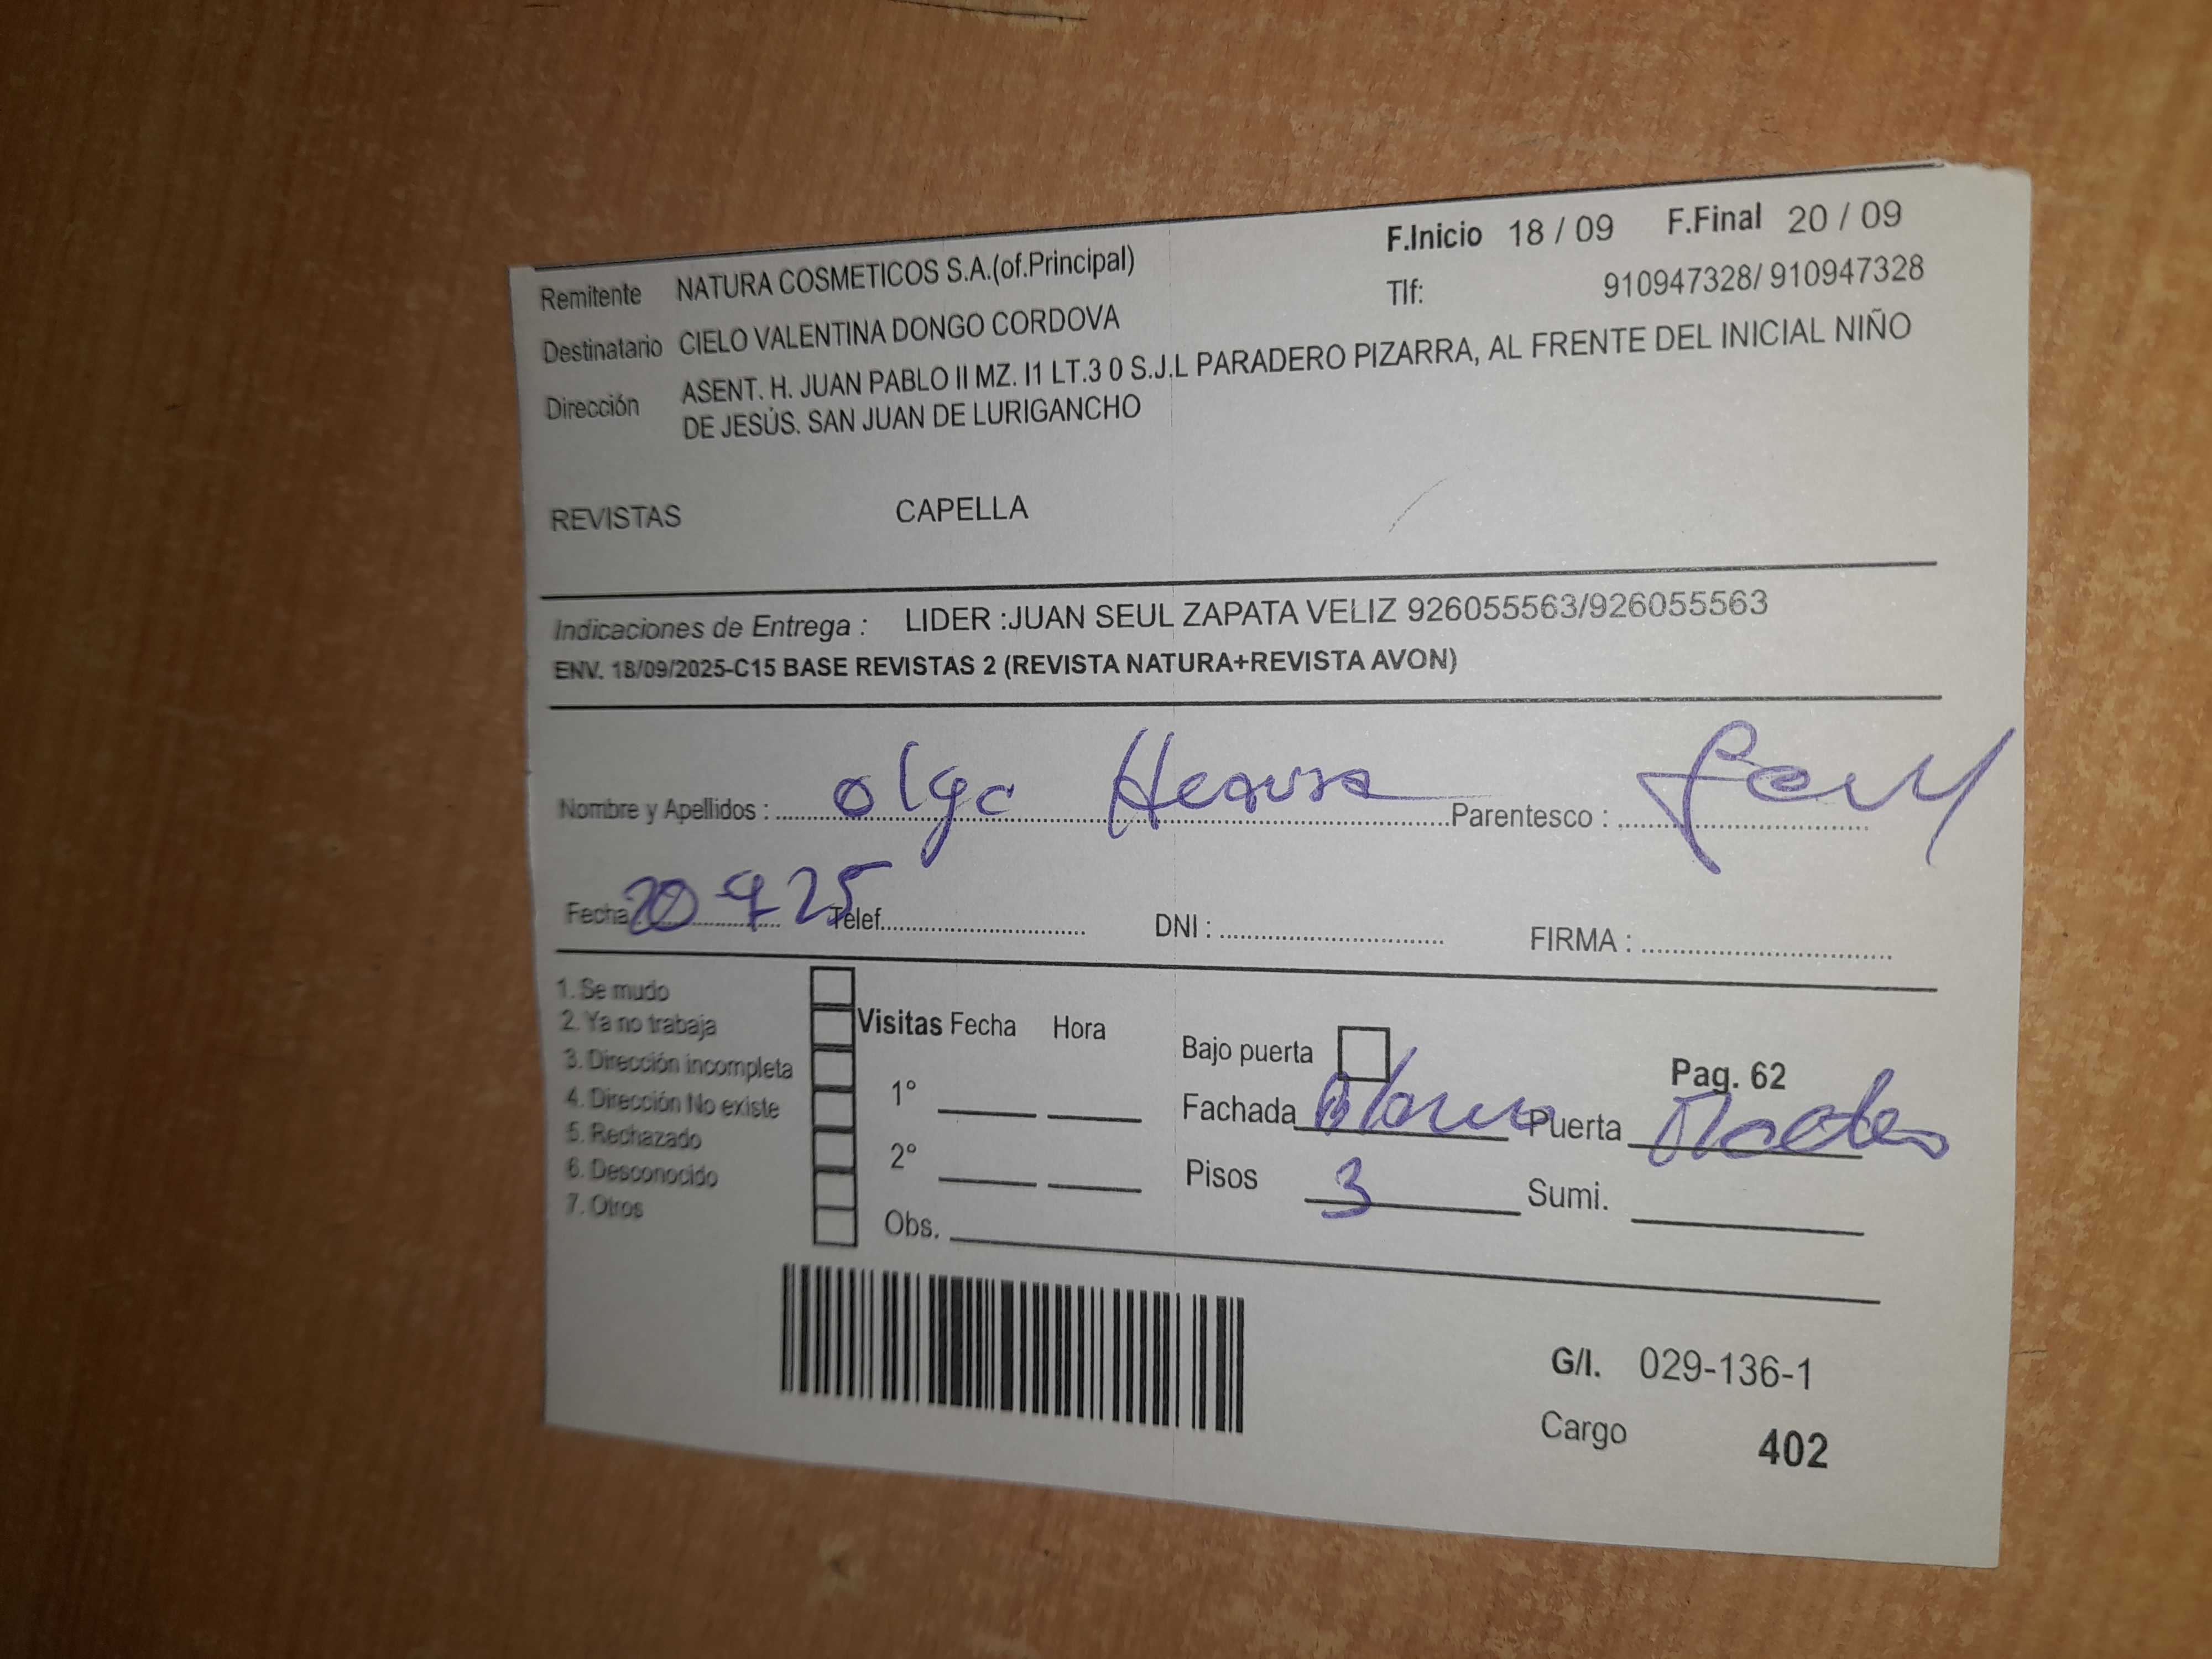 F.Inicio 18 / 09 F.Final 20 / 09
Remitente NATURA COSMETICOS S.A.(of.Principal) Tlf: 910947328/ 910947328
Destinatario CIELO VALENTINA DONGO CORDOVA
Dirección ASENT. H. JUAN PABLO II MZ. I1 LT.3 0 S.J.L PARADERO PIZARRA, AL FRENTE DEL INICIAL NIÑO
DE JESÚS. SAN JUAN DE LURIGANCHO
REVISTAS CAPELLA
Indicaciones de Entrega : LIDER :JUAN SEUL ZAPATA VELIZ 926055563/926055563
ENV. 18/09/2025-C15 BASE REVISTAS 2 (REVISTA NATURA+REVISTA AVON)
Nombre y Apellidos : Olga Parentesco :
Fecha: 20 9 25 Telef. DNI : FIRMA :
1. Se mudo
2. Ya no trabaja
3. Dirección incompleta
4. Dirección No existe
5. Rechazado
6. Desconocido
7. Otros
Visitas Fecha Hora
1°
2°
Obs.
Bajo puerta Pag. 62
Fachada Puerta
Pisos 3 Sumi.
G/I. 029-136-1
Cargo 402